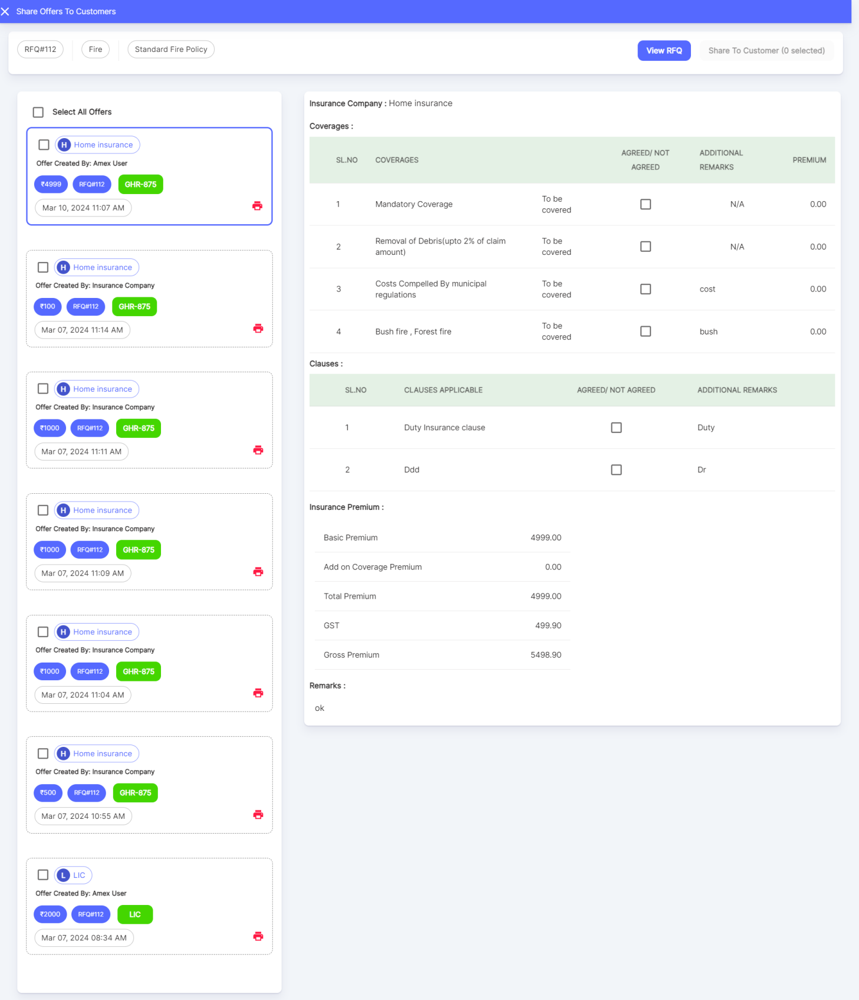 Share Offers To Customers
RFQ#112
Fire
Standard Fire Policy
View RFQ
Share To Customer (0 selected)
Select All Offers
H Home insurance
Offer Created By: Amex User
₹4999 RFQ#112 GHR-875
Mar 10, 2024 11:07 AM
H Home insurance
Offer Created By: Insurance Company
₹100 RFQ#112 GHR-875
Mar 07, 2024 11:14 AM
H Home insurance
Offer Created By: Insurance Company
₹1000 RFQ#112 GHR-875
Mar 07, 2024 11:11 AM
H Home insurance
Offer Created By: Insurance Company
₹1000 RFQ#112 GHR-875
Mar 07, 2024 11:09 AM
H Home insurance
Offer Created By: Insurance Company
₹1000 RFQ#112 GHR-875
Mar 07, 2024 11:04 AM
H Home insurance
Offer Created By: Insurance Company
₹500 RFQ#112 GHR-875
Mar 07, 2024 10:55 AM
L LIC
Offer Created By: Amex User
₹2000 RFQ#112 LIC
Mar 07, 2024 08:34 AM
Insurance Company : Home insurance
Coverages :
SL.NO COVERAGES AGREED/ NOT AGREED ADDITIONAL REMARKS PREMIUM
1 Mandatory Coverage To be covered N/A 0.00
2 Removal of Debris(upto 2% of claim amount) To be covered N/A 0.00
3 Costs Compelled By municipal regulations To be covered cost 0.00
4 Bush fire , Forest fire To be covered bush 0.00
Clauses :
SL.NO CLAUSES APPLICABLE AGREED/ NOT AGREED ADDITIONAL REMARKS
1 Duty Insurance clause Duty
2 Ddd Dr
Insurance Premium :
Basic Premium 4999.00
Add on Coverage Premium 0.00
Total Premium 4999.00
GST 499.90
Gross Premium 5498.90
Remarks :
ok